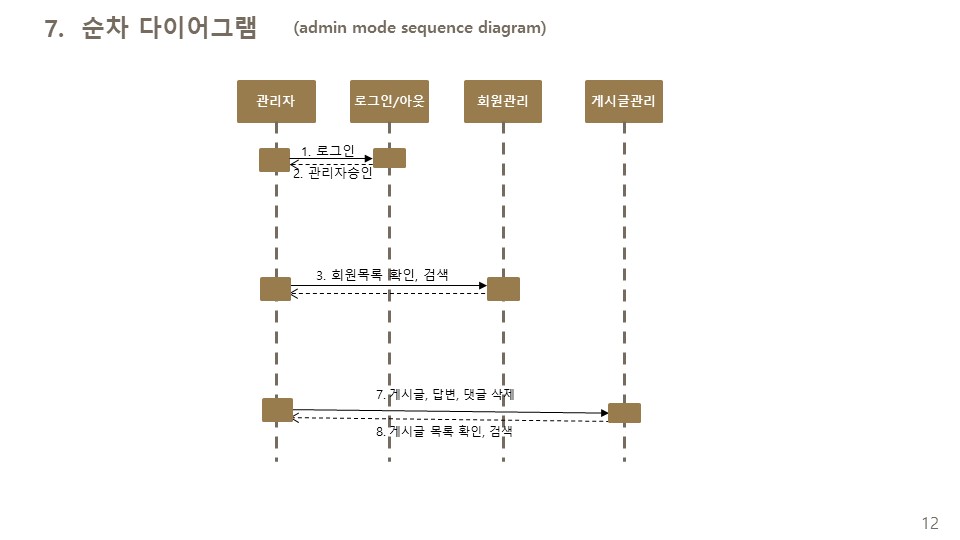 7. 순차 다이어그램 (admin mode sequence diagram)
관리자 로그인/아웃 회원관리 게시글관리
1. 로그인
2. 관리자승인
3. 회원목록 확인, 검색
7. 게시글, 답변, 댓글 삭제
8. 게시글 목록 확인, 검색
12